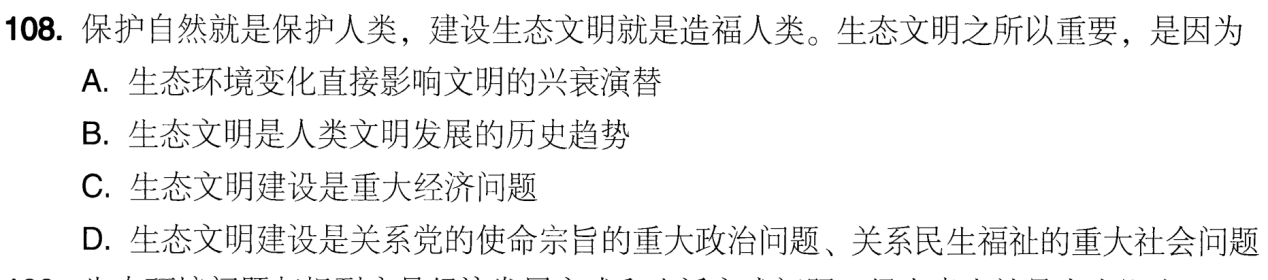 108. 保护自然就是保护人类，建设生态文明就是造福人类。生态文明之所以重要，是因为
A. 生态环境变化直接影响文明的兴衰演替
B. 生态文明是人类文明发展的历史趋势
C. 生态文明建设是重大经济问题
D. 生态文明建设是关系党的使命宗旨的重大政治问题、关系民生福祉的重大社会问题